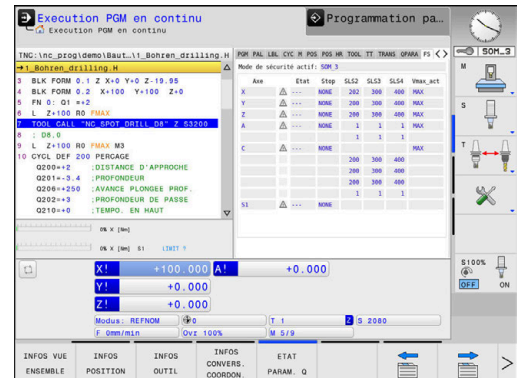 Execution PGM en continu
Execution PGM en continu
Programmation pa...
TNC:\nc_prog\demo\Baut…\1_Bohren_drilling.H
→1_Bohren_drilling.H
3 BLK FORM 0.1 Z X+0 Y+0 Z-19.95
4 BLK FORM 0.2 X+100 Y+100 Z+0
5 FN 0: Q1 =+2
6 L Z+100 R0 FMAX
7 TOOL CALL "NC_SPOT_DRILL_D8" Z S3200
8 ; D8,0
9 L Z+100 R0 FMAX M3
10 CYCL DEF 200 PERCAGE
Q200=+2 ;DISTANCE D'APPROCHE
Q201=-3.4 ;PROFONDEUR
Q206=+250 ;AVANCE PLONGEE PROF.
Q202=+3 ;PROFONDEUR DE PASSE
Q210=+0 ;TEMPO. EN HAUT
0% X [Nm]
0% X [Nm] S1 LIMIT 1
PGM PAL LBL CYC M POS POS HR TOOL TT TRANS QPARA FS
Mode de sécurité actif: SOM_3
Axe Etat Stop SLS2 SLS3 SLS4 Vmax_act
X --- NONE 202 300 400 MAX
Y --- NONE 200 300 400 MAX
Z --- NONE 200 300 400 MAX
A --- NONE 1 1 1 MAX
1 1 1 MAX
C NONE MAX
200 300 400
200 300 400
200 300 400
1 1 1
S1 --- NONE
X! +100.000 A! +0.000
Y! +0.000
Z! +0.000
Modus: REFNOM 0 T 1 Z S 2080
F 0mm/min Ovr 100% M 5/9
SOM_3
M
S
T
S100%
OFF ON
INFOS VUE ENSEMBLE
INFOS POSITION
INFOS OUTIL
INFOS CONVERS. COORDON.
ETAT PARAM. Q